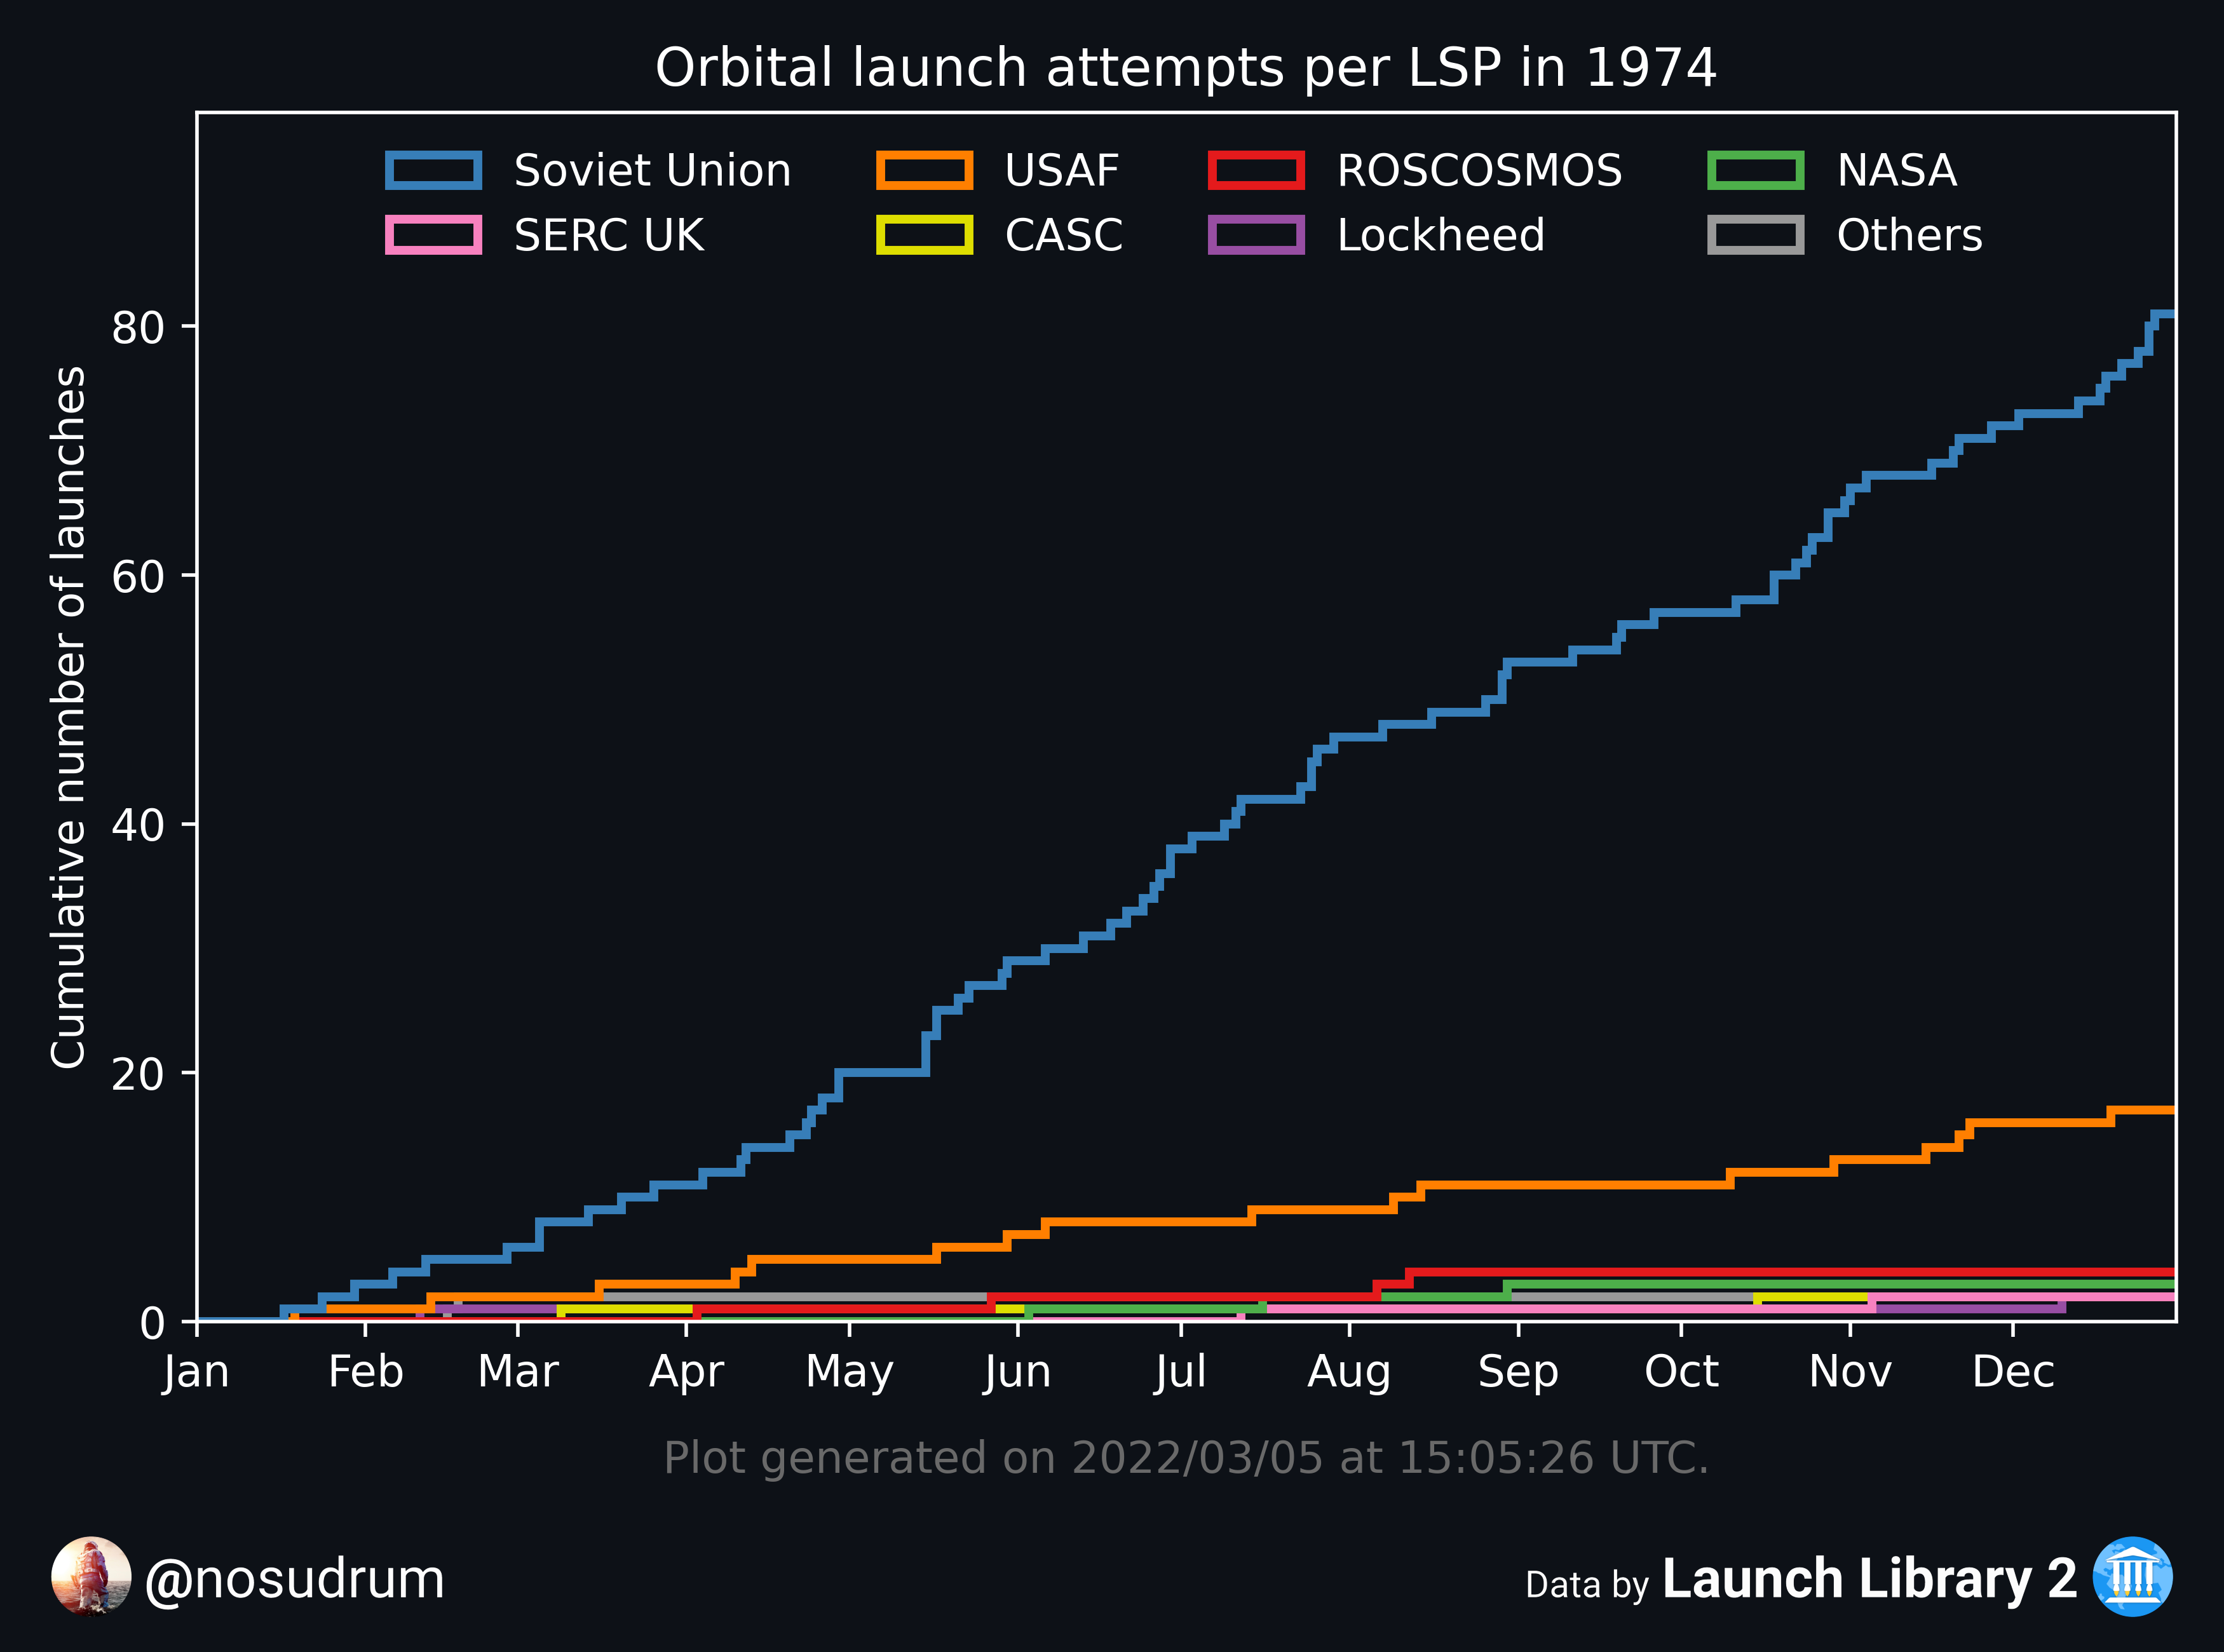 Orbital launch attempts per LSP in 1974
Soviet Union USAF ROSCOSMOS NASA
SERC UK CASC Lockheed Others
Cumulative number of launches
80
60
40
20
0
Jan Feb Mar Apr May Jun Jul Aug Sep Oct Nov Dec
Plot generated on 2022/03/05 at 15:05:26 UTC.
@nosudrum
Data by Launch Library 2